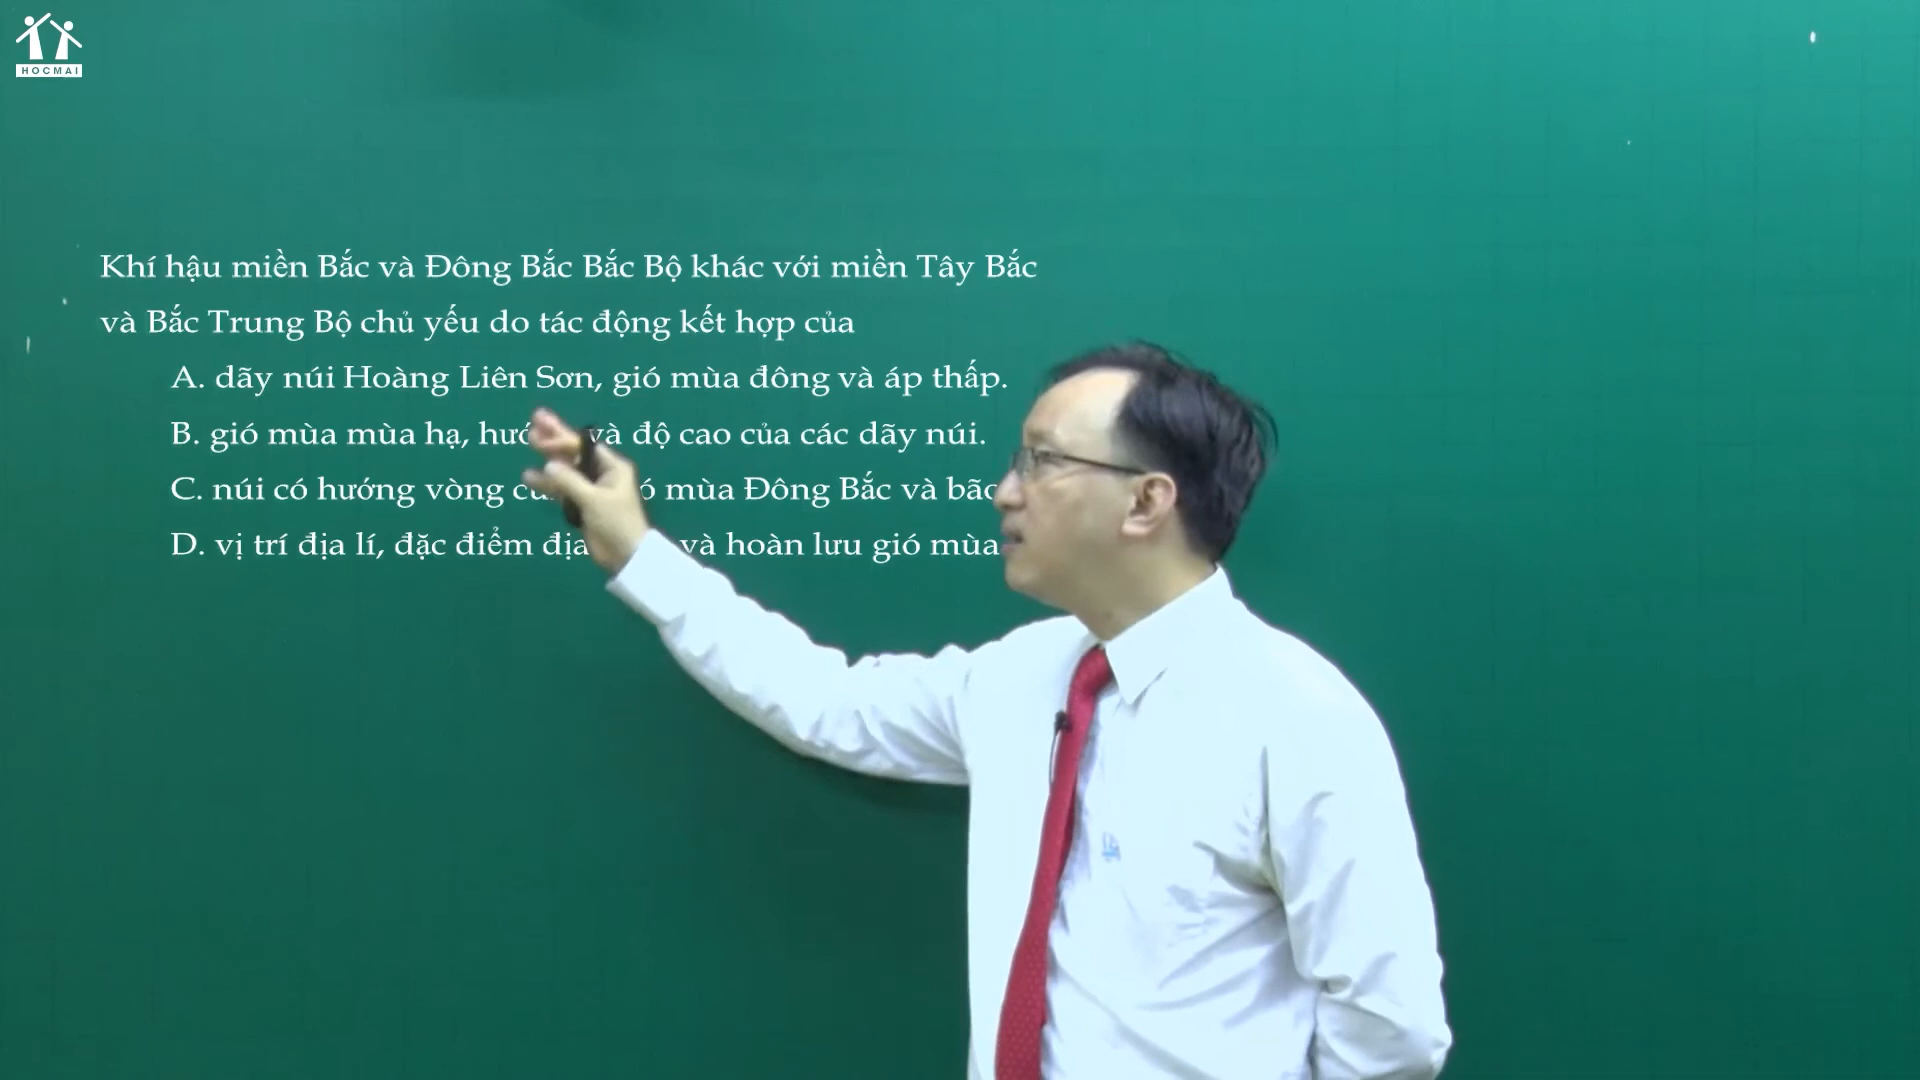 HOCMAI
Khí hậu miền Bắc và Đông Bắc Bắc Bộ khác với miền Tây Bắc
và Bắc Trung Bộ chủ yếu do tác động kết hợp của
A. dãy núi Hoàng Liên Sơn, gió mùa đông và áp thấp.
B. gió mùa mùa hạ, và độ cao của các dãy núi.
C. núi có hướng vòng mùa Đông Bắc và
D. vị trí địa lí, đặc điểm địa và hoàn lưu gió mùa